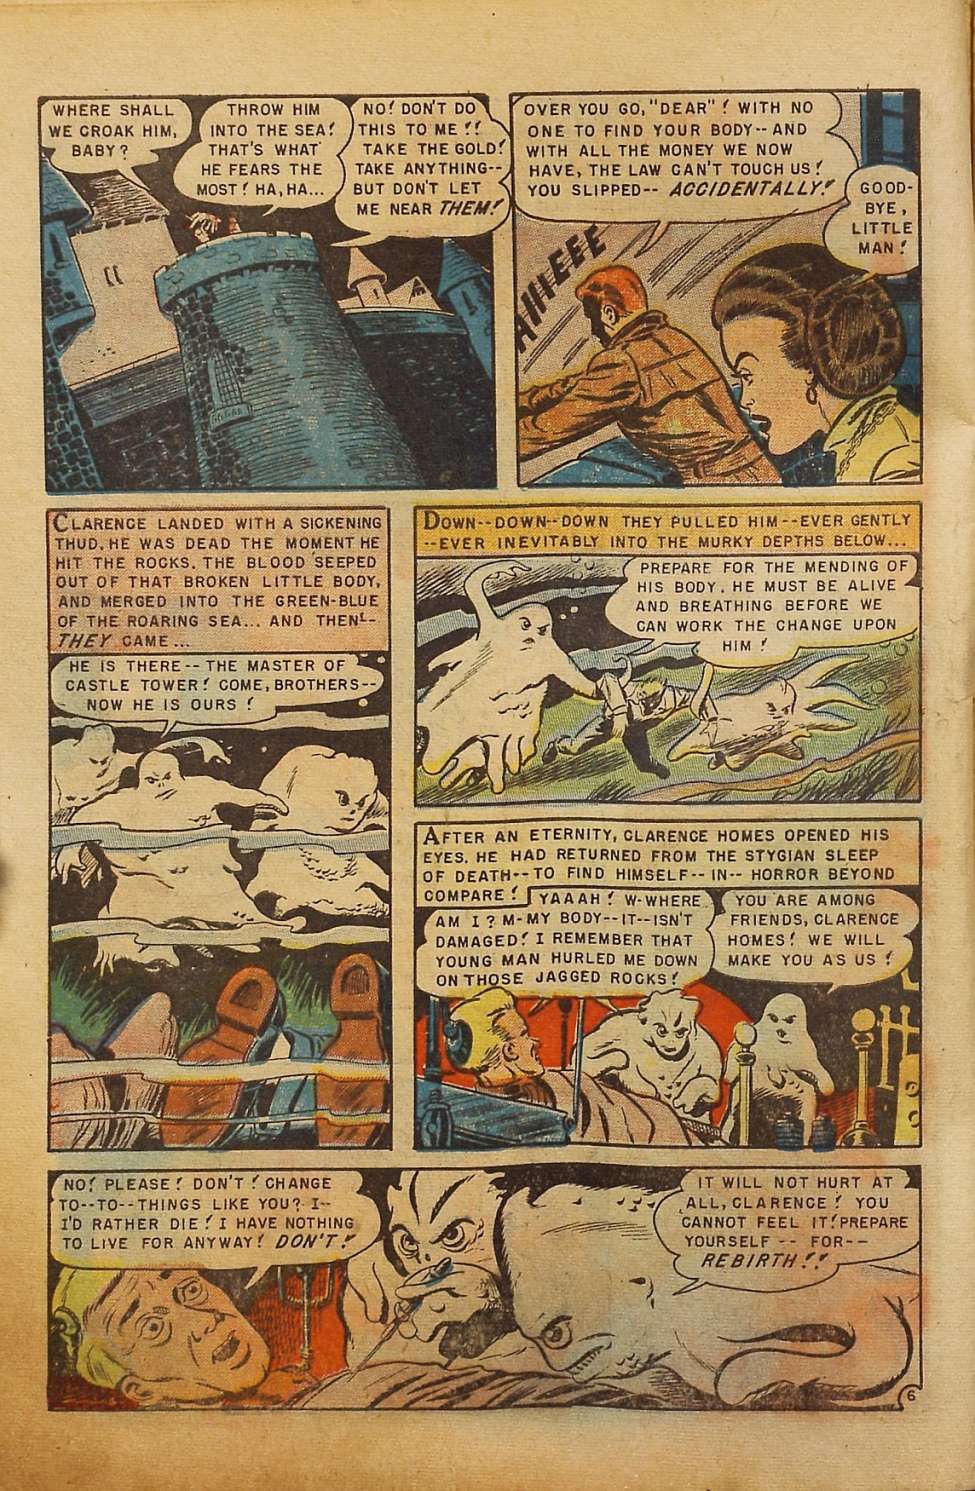 WHERE SHALL
WE CROAK HIM,
BABY?
THROW HIM
INTO THE SEA!
THAT'S WHAT
HE FEARS THE
MOST! HA, HA...
NO! DON'T DO
THIS TO ME!!
TAKE THE GOLD!
TAKE ANYTHING--
BUT DON'T LET
ME NEAR THEM!
OVER YOU GO, "DEAR"! WITH NO
ONE TO FIND YOUR BODY--AND
WITH ALL THE MONEY WE NOW
HAVE, THE LAW CAN'T TOUCH US!
YOU SLIPPED-- ACCIDENTALLY!
GOOD-
BYE,
LITTLE
MAN!
AIIIEEEE
CLARENCE LANDED WITH A SICKENING
THUD. HE WAS DEAD THE MOMENT HE
HIT THE ROCKS. THE BLOOD SEEPED
OUT OF THAT BROKEN LITTLE BODY,
AND MERGED INTO THE GREEN-BLUE
OF THE ROARING SEA... AND THEN--
THEY CAME...
HE IS THERE--THE MASTER OF
CASTLE TOWER! COME, BROTHERS--
NOW HE IS OURS!
DOWN--DOWN--DOWN THEY PULLED HIM--EVER GENTLY
--EVER INEVITABLY INTO THE MURKY DEPTHS BELOW...
PREPARE FOR THE MENDING OF
HIS BODY. HE MUST BE ALIVE
AND BREATHING BEFORE WE
CAN WORK THE CHANGE UPON
HIM!
AFTER AN ETERNITY, CLARENCE HOMES OPENED HIS
EYES. HE HAD RETURNED FROM THE STYGIAN SLEEP
OF DEATH--TO FIND HIMSELF--IN--HORROR BEYOND
COMPARE!
YAAAH! W-WHERE
AM I? M-MY BODY--IT--ISN'T
DAMAGED! I REMEMBER THAT
YOUNG MAN HURLED ME DOWN
ON THOSE JAGGED ROCKS!
YOU ARE AMONG
FRIENDS, CLARENCE
HOMES! WE WILL
MAKE YOU AS US!
NO! PLEASE! DON'T! CHANGE
TO--TO--THINGS LIKE YOU? I--
I'D RATHER DIE! I HAVE NOTHING
TO LIVE FOR ANYWAY! DON'T!
IT WILL NOT HURT AT
ALL, CLARENCE! YOU
CANNOT FEEL IT! PREPARE
YOURSELF -- FOR--
REBIRTH!!
6